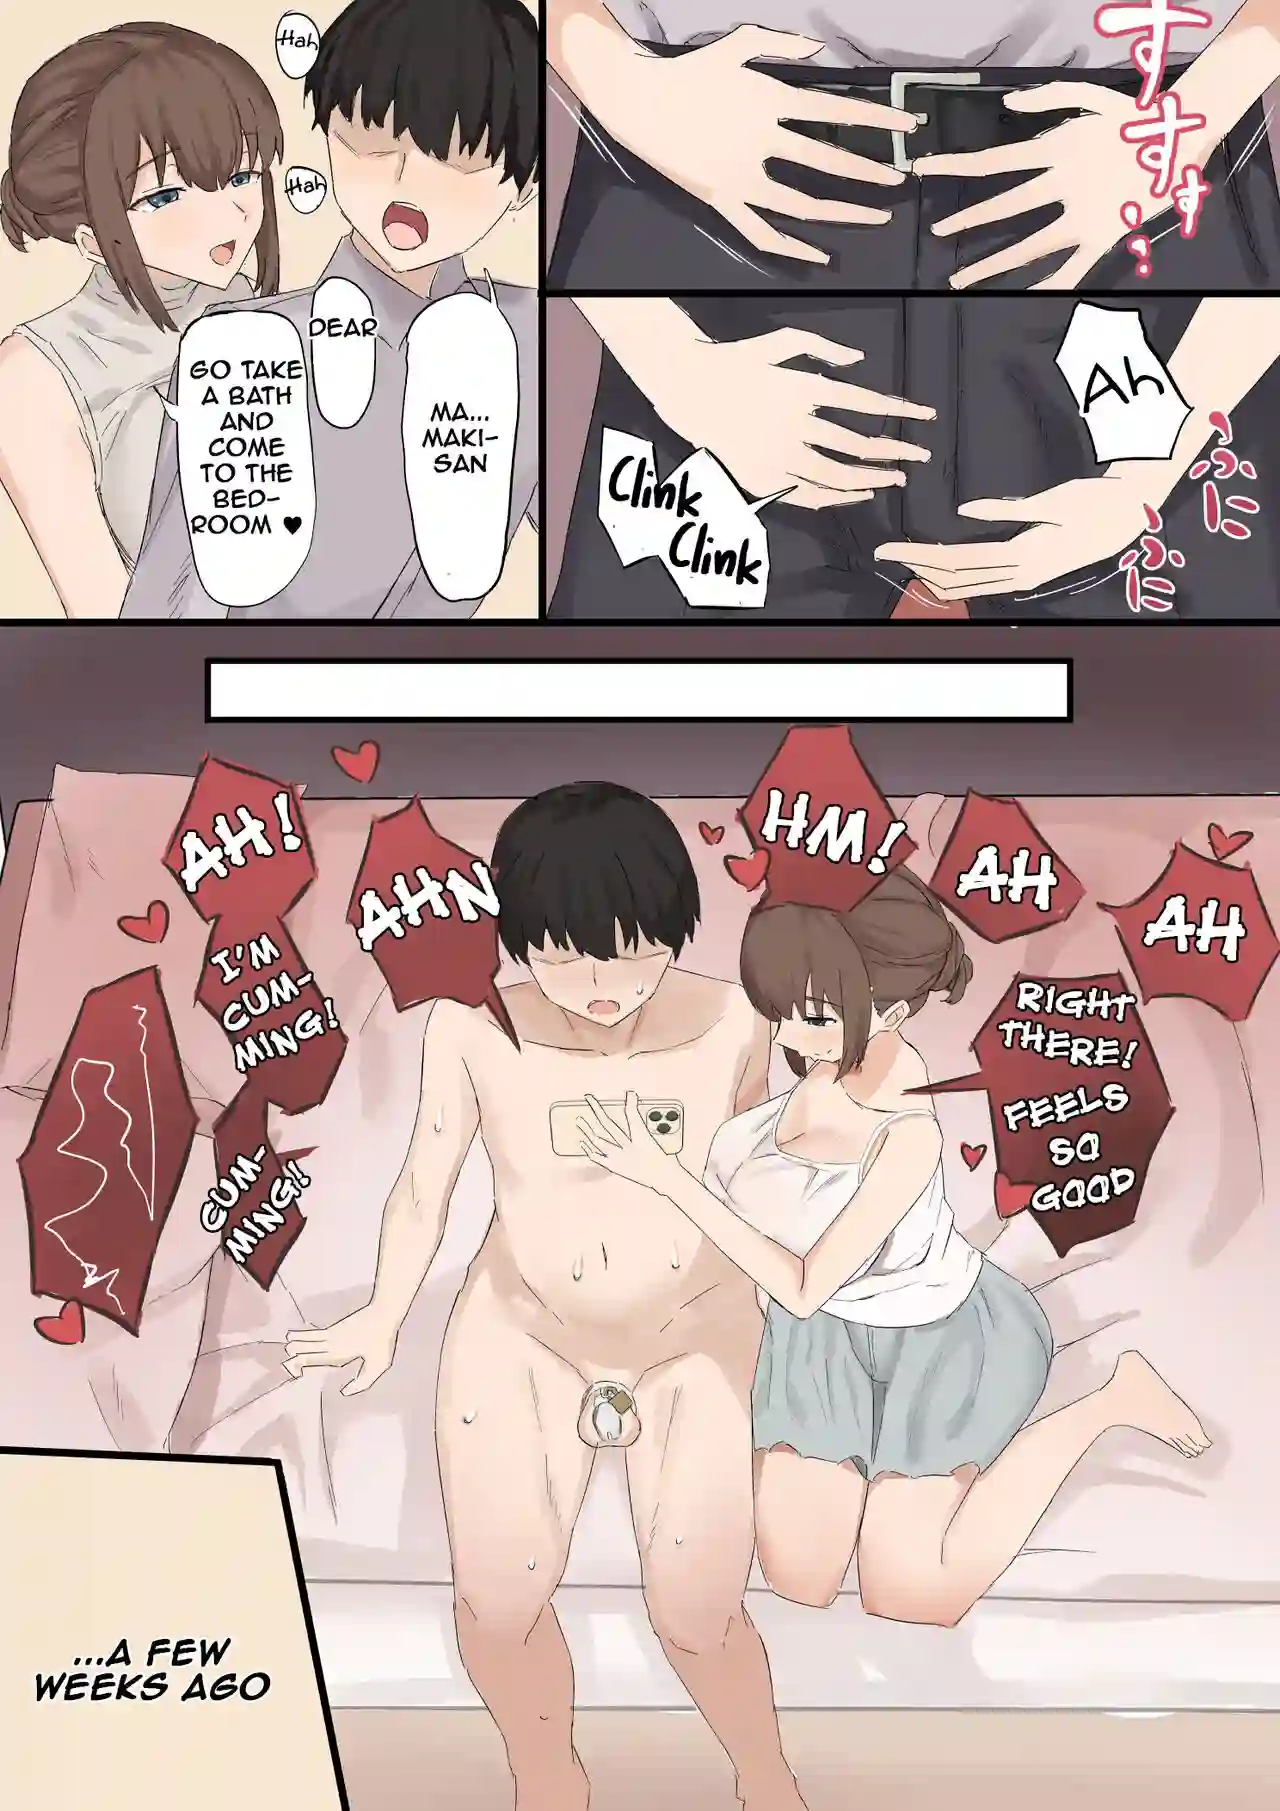 すすす…
Hah
Hah
MA...
MAKI-
SAN
DEAR
GO TAKE
A BATH
AND
COME
TO THE
BED-
ROOM ♥
Ah
Clink
Clink
ふに
ふに
AH
AH
HM!
RIGHT
THERE!
FEELS
SO
GOOD
AHN
AH!
I'M
CUM-
MING!
CUM-
MING!!
...A FEW
WEEKS AGO